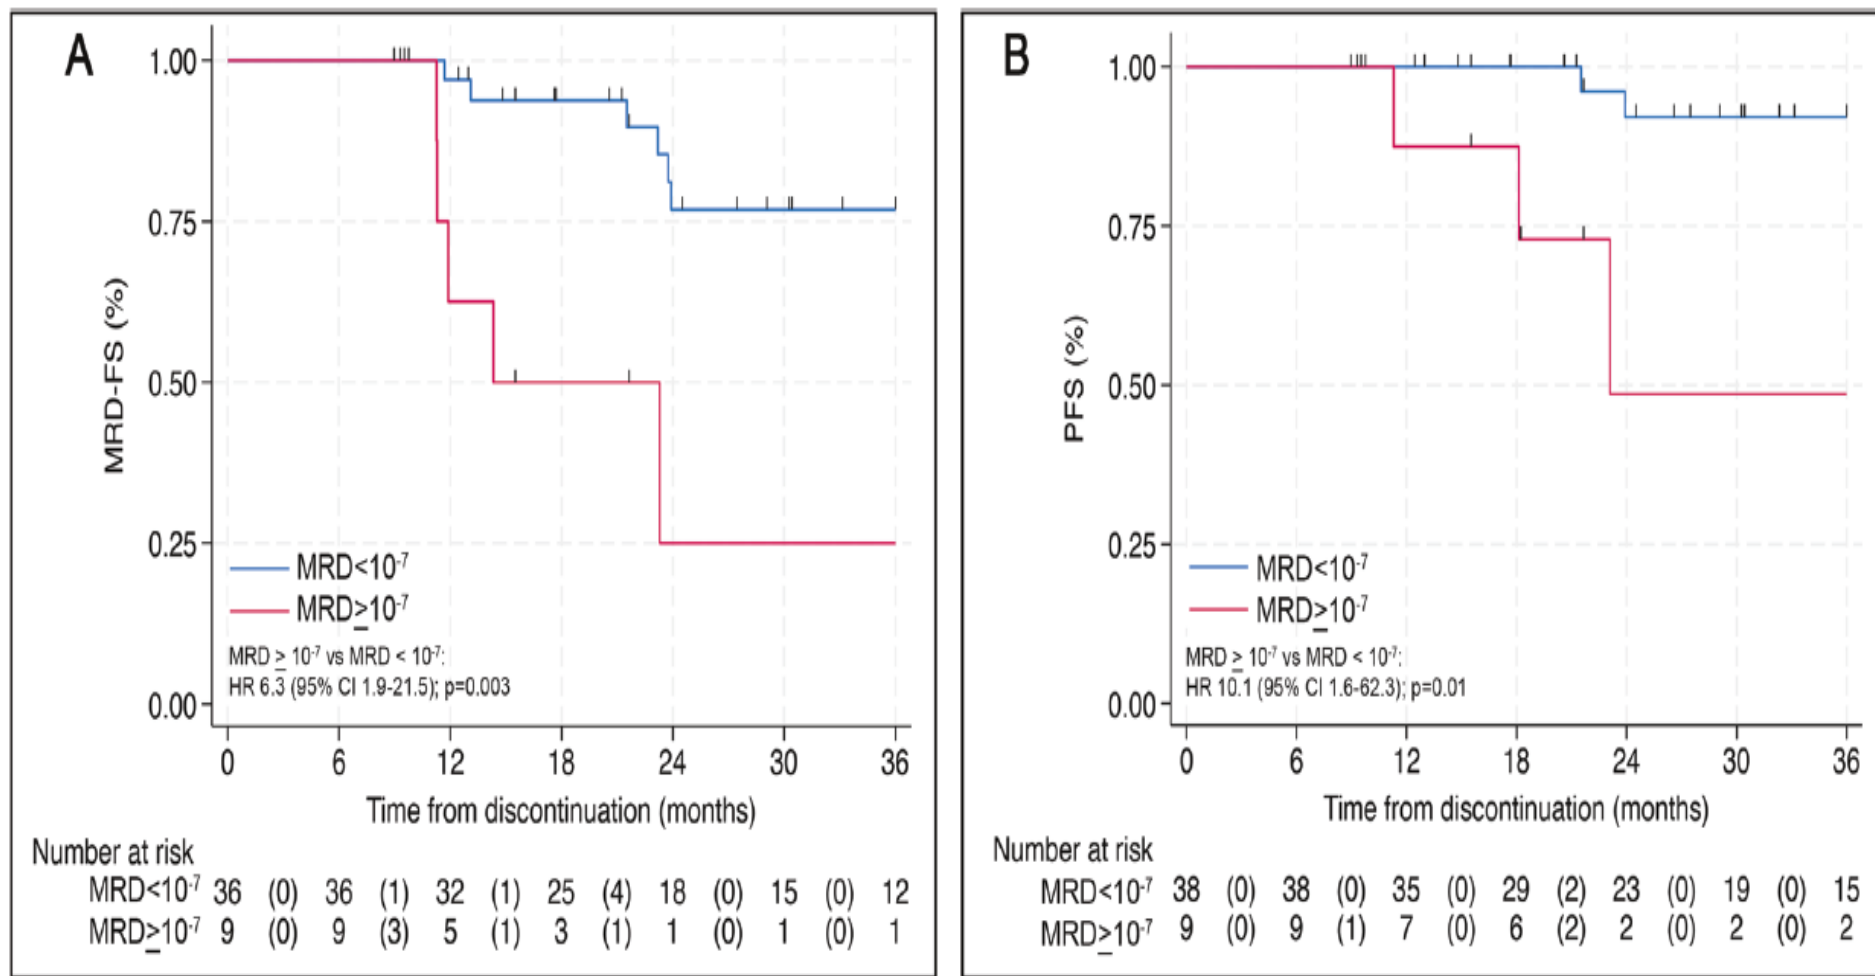 A
MRD-FS (%)
1.00
0.75
0.50
0.25
0.00
MRD<10⁻⁷
MRD≥10⁻⁷
MRD ≥ 10⁻⁷ vs MRD < 10⁻⁷:
HR 6.3 (95% CI 1.9-21.5); p=0.003
0 6 12 18 24 30 36
Time from discontinuation (months)
Number at risk
MRD<10⁻⁷ 36 (0) 36 (1) 32 (1) 25 (4) 18 (0) 15 (0) 12
MRD≥10⁻⁷ 9 (0) 9 (3) 5 (1) 3 (1) 1 (0) 1 (0) 1
B
PFS (%)
1.00
0.75
0.50
0.25
0.00
MRD<10⁻⁷
MRD≥10⁻⁷
MRD ≥ 10⁻⁷ vs MRD < 10⁻⁷:
HR 10.1 (95% CI 1.6-62.3); p=0.01
0 6 12 18 24 30 36
Time from discontinuation (months)
Number at risk
MRD<10⁻⁷ 38 (0) 38 (0) 35 (0) 29 (2) 23 (0) 19 (0) 15
MRD≥10⁻⁷ 9 (0) 9 (1) 7 (0) 6 (2) 2 (0) 2 (0) 2